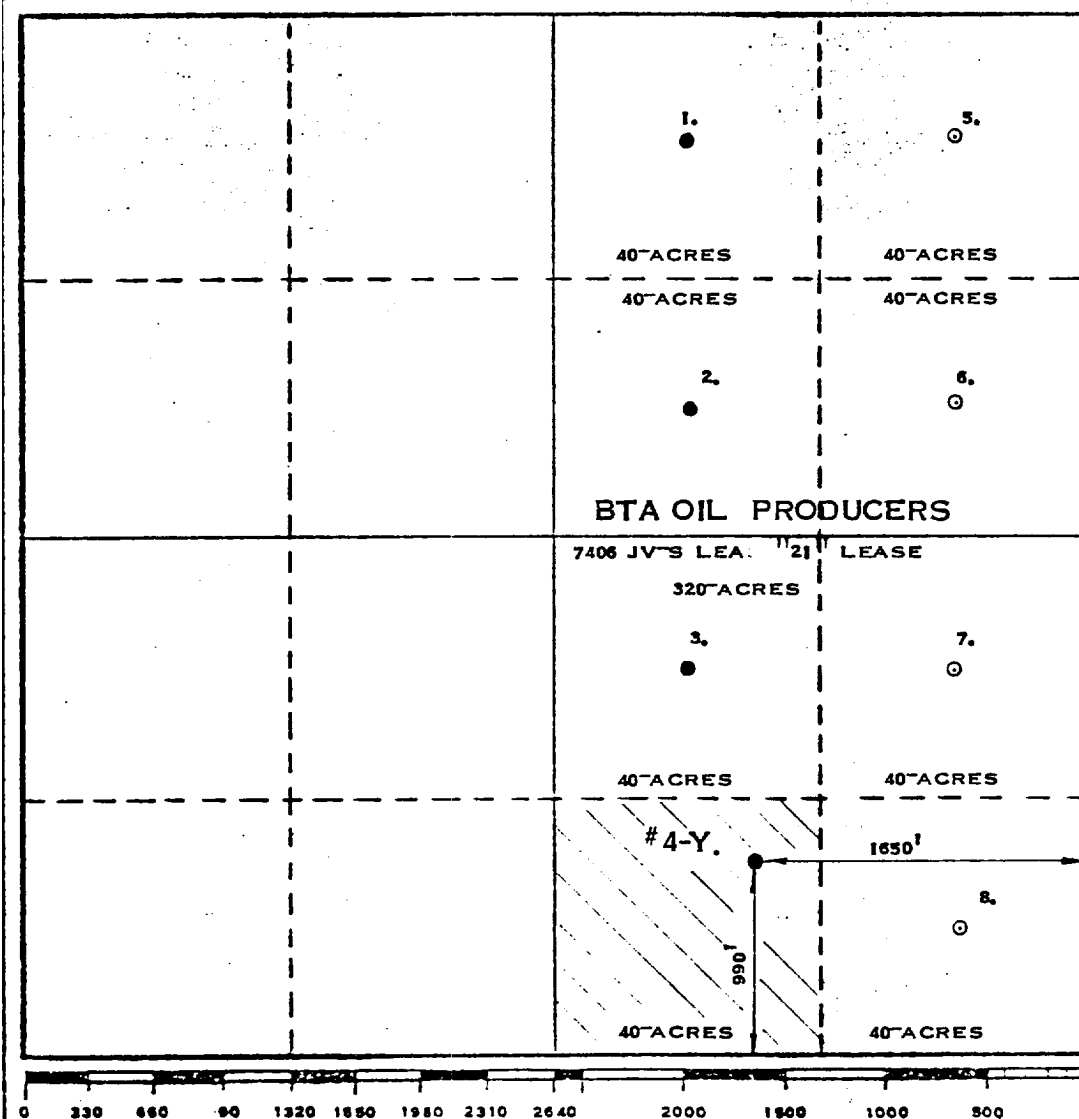 1. 5.
40-ACRES 40-ACRES
40-ACRES 40-ACRES
2. 6.
BTA OIL PRODUCERS
7406 JV-S LEA. "21" LEASE
320-ACRES
3. 7.
40-ACRES 40-ACRES
#4-Y. 1650'
8.
990'
40-ACRES 40-ACRES
0 330 660 90 1320 1650 1980 2310 2640 2000 1500 1000 500